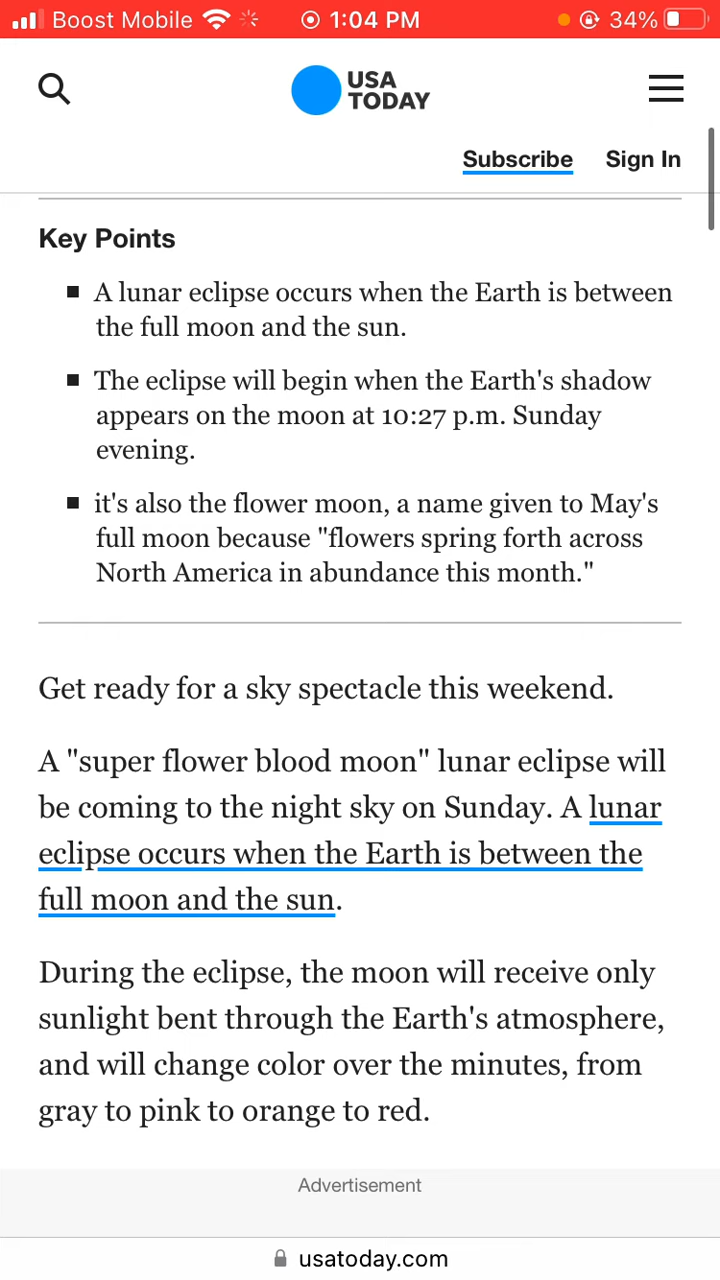 Boost Mobile 1:04 PM 34%
USA
TODAY
Subscribe Sign In
Key Points
A lunar eclipse occurs when the Earth is between
the full moon and the sun.
The eclipse will begin when the Earth's shadow
appears on the moon at 10:27 p.m. Sunday
evening.
it's also the flower moon, a name given to May's
full moon because "flowers spring forth across
North America in abundance this month."
Get ready for a sky spectacle this weekend.
A "super flower blood moon" lunar eclipse will
be coming to the night sky on Sunday. A lunar
eclipse occurs when the Earth is between the
full moon and the sun.
During the eclipse, the moon will receive only
sunlight bent through the Earth's atmosphere,
and will change color over the minutes, from
gray to pink to orange to red.
Advertisement
usatoday.com